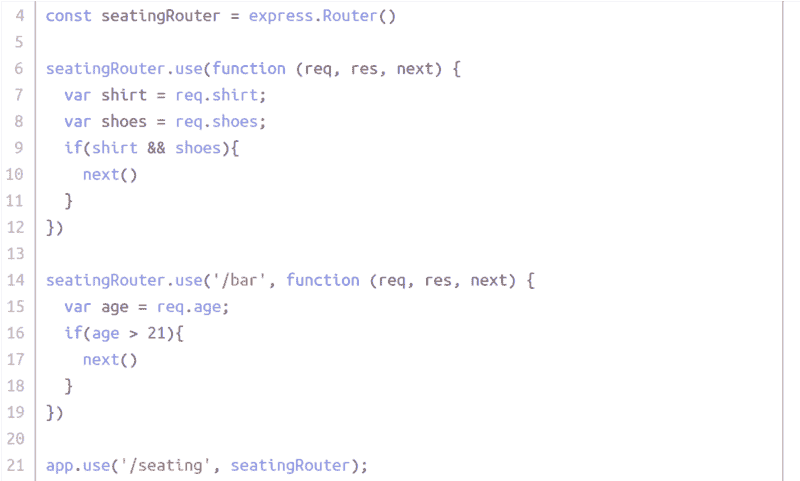 4 const seatingRouter = express.Router()
5
6 seatingRouter.use(function (req, res, next) {
7   var shirt = req.shirt;
8   var shoes = req.shoes;
9   if(shirt && shoes){
10     next()
11   }
12 })
13
14 seatingRouter.use('/bar', function (req, res, next) {
15   var age = req.age;
16   if(age > 21){
17     next()
18   }
19 })
20
21 app.use('/seating', seatingRouter);